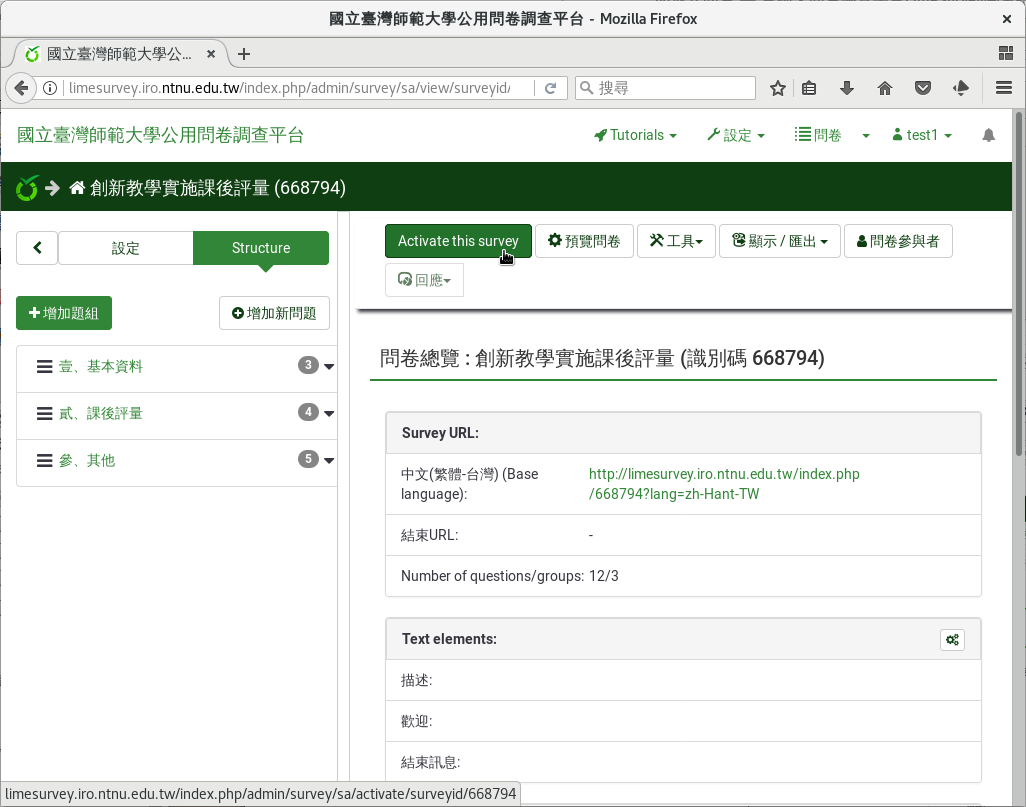 國立臺灣師範大學公用問卷調查平台 - Mozilla Firefox
國立臺灣師範大學公...
limesurvey.iro.ntnu.edu.tw/index.php/admin/survey/sa/view/surveyid/
搜尋
國立臺灣師範大學公用問卷調查平台
Tutorials
設定
問卷
test1
創新教學實施課後評量 (668794)
設定
Structure
Activate this survey
預覽問卷
工具
顯示 / 匯出
問卷參與者
回應
增加題組
增加新問題
壹、基本資料 3
貳、課後評量 4
參、其他 5
問卷總覽 : 創新教學實施課後評量 (識別碼 668794)
Survey URL:
中文(繁體-台灣) (Base
language):
http://limesurvey.iro.ntnu.edu.tw/index.php
/668794?lang=zh-Hant-TW
結束URL:
-
Number of questions/groups: 12/3
Text elements:
描述:
歡迎:
結束訊息:
limesurvey.iro.ntnu.edu.tw/index.php/admin/survey/sa/activate/surveyid/668794